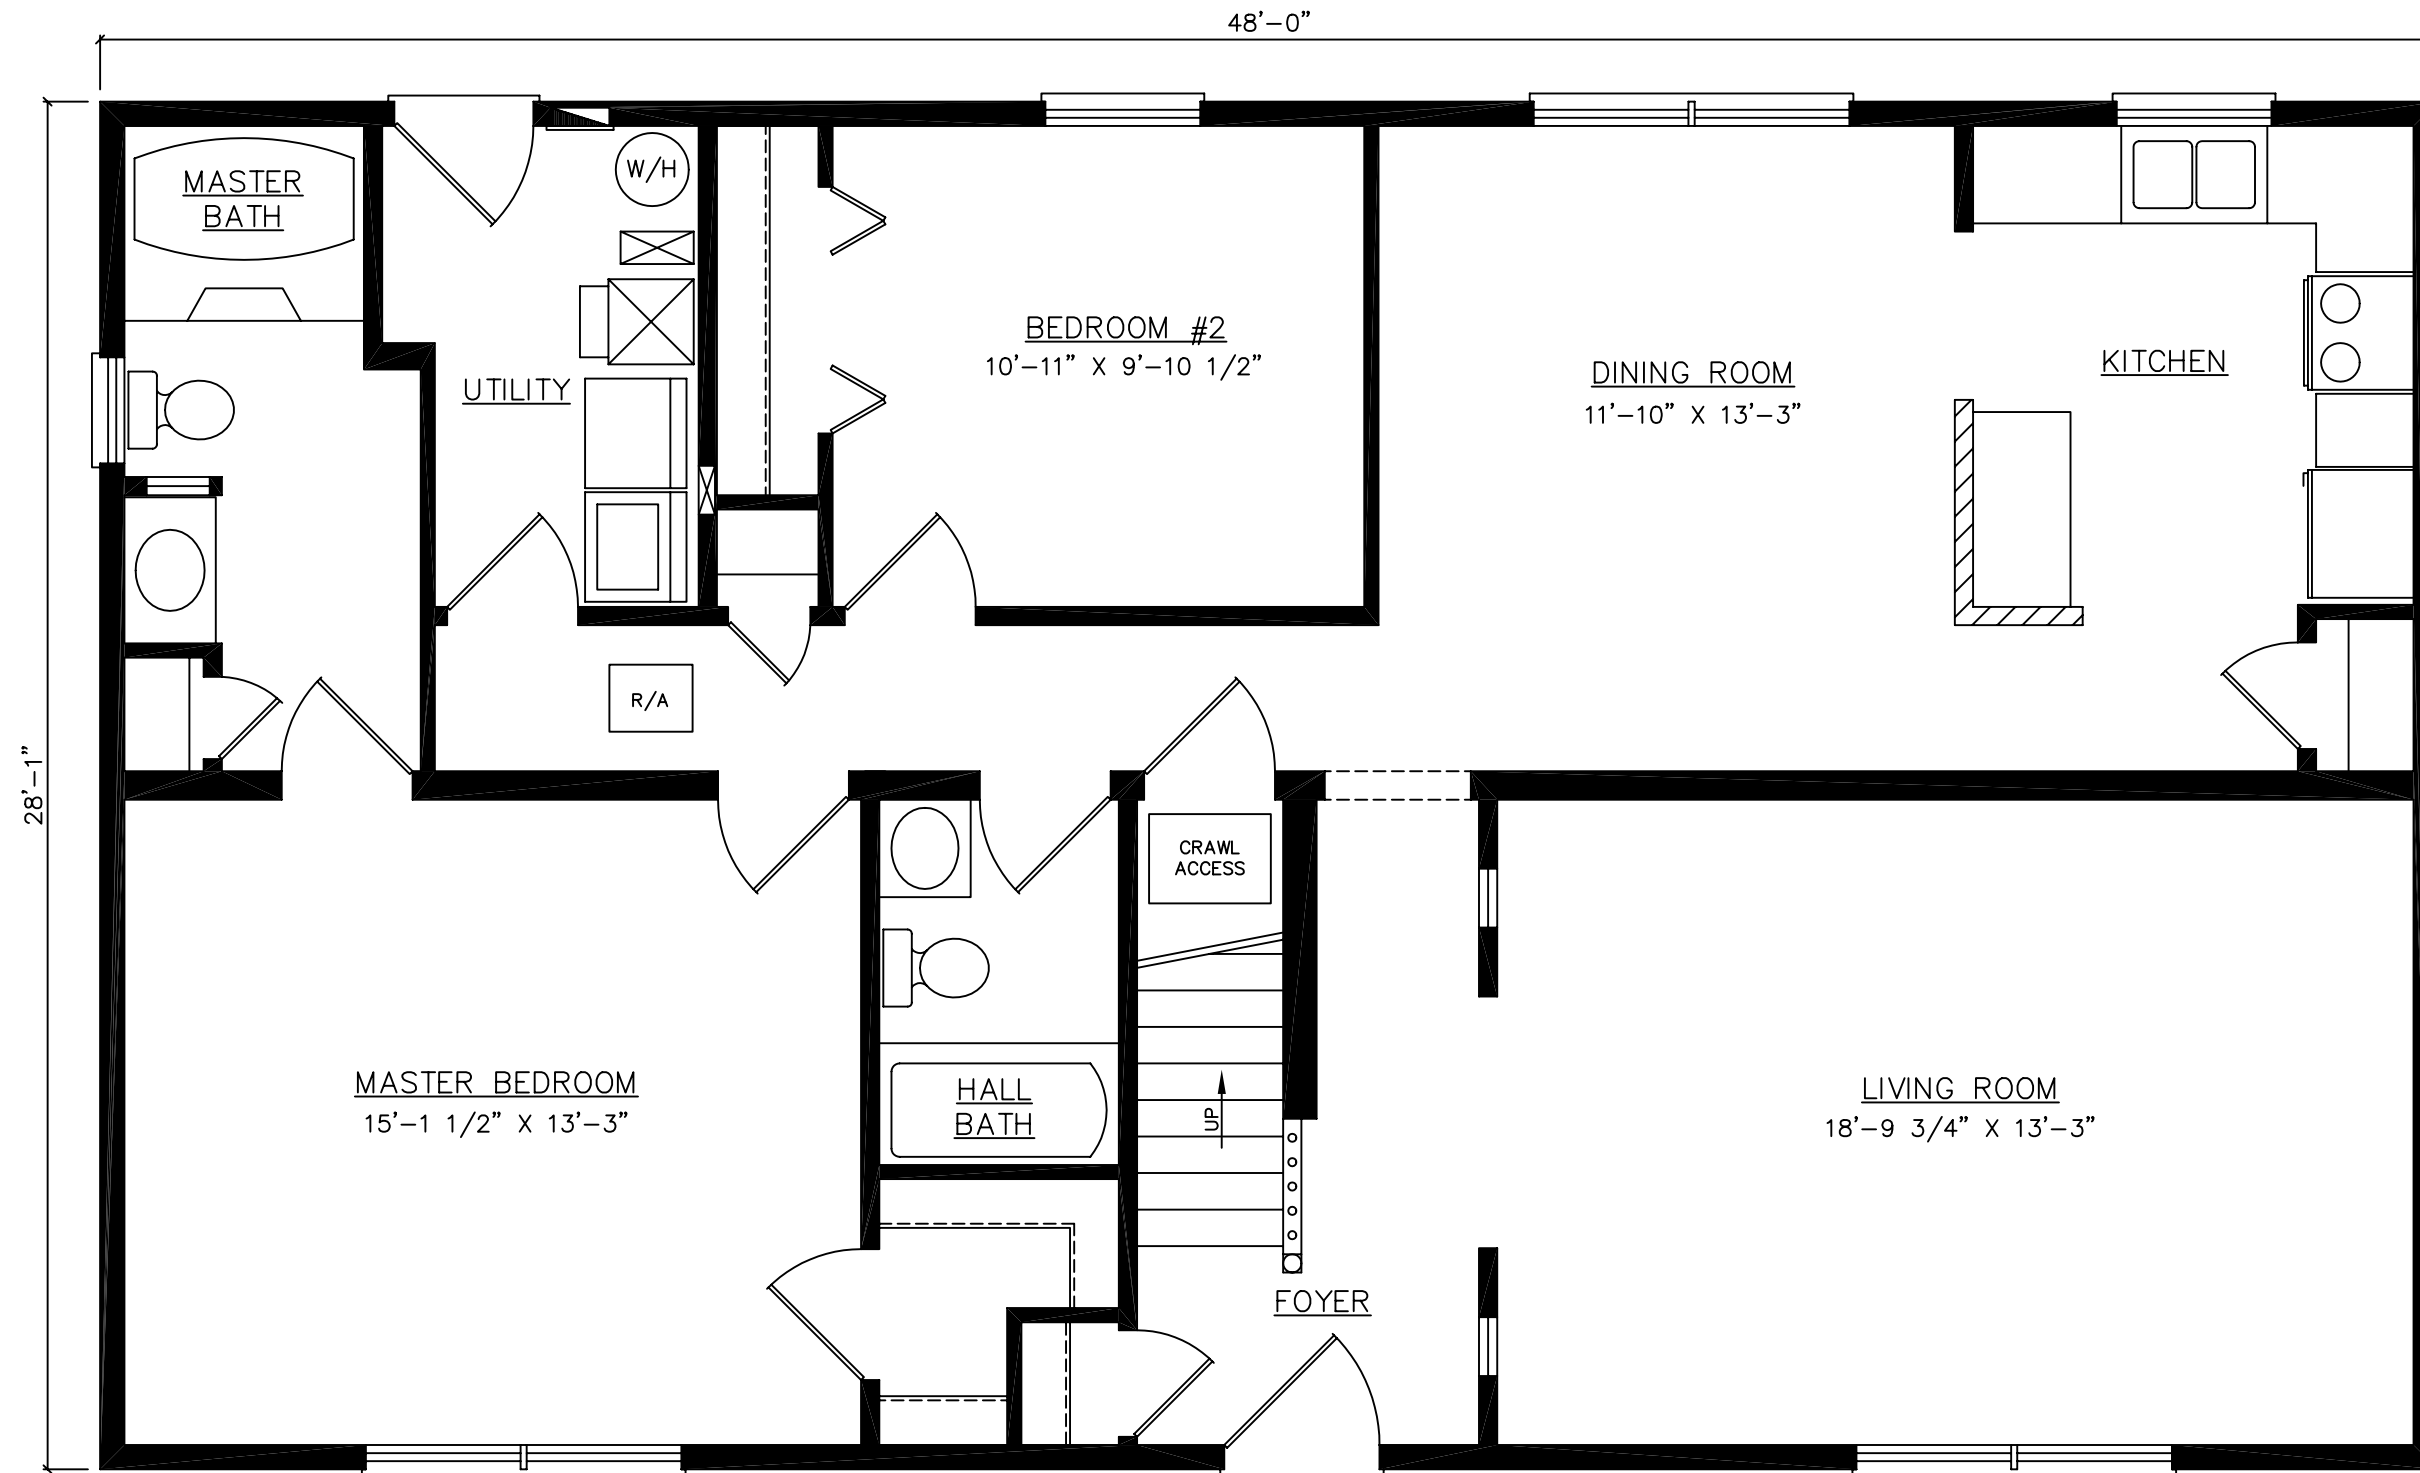 48'-0"
MASTER
BATH
W/H
BEDROOM #2
10'-11" X 9'-10 1/2"
UTILITY
DINING ROOM
11'-10" X 13'-3"
KITCHEN
R/A
28'-1"
CRAWL
ACCESS
MASTER BEDROOM
15'-1 1/2" X 13'-3"
HALL
BATH
UP
LIVING ROOM
18'-9 3/4" X 13'-3"
FOYER